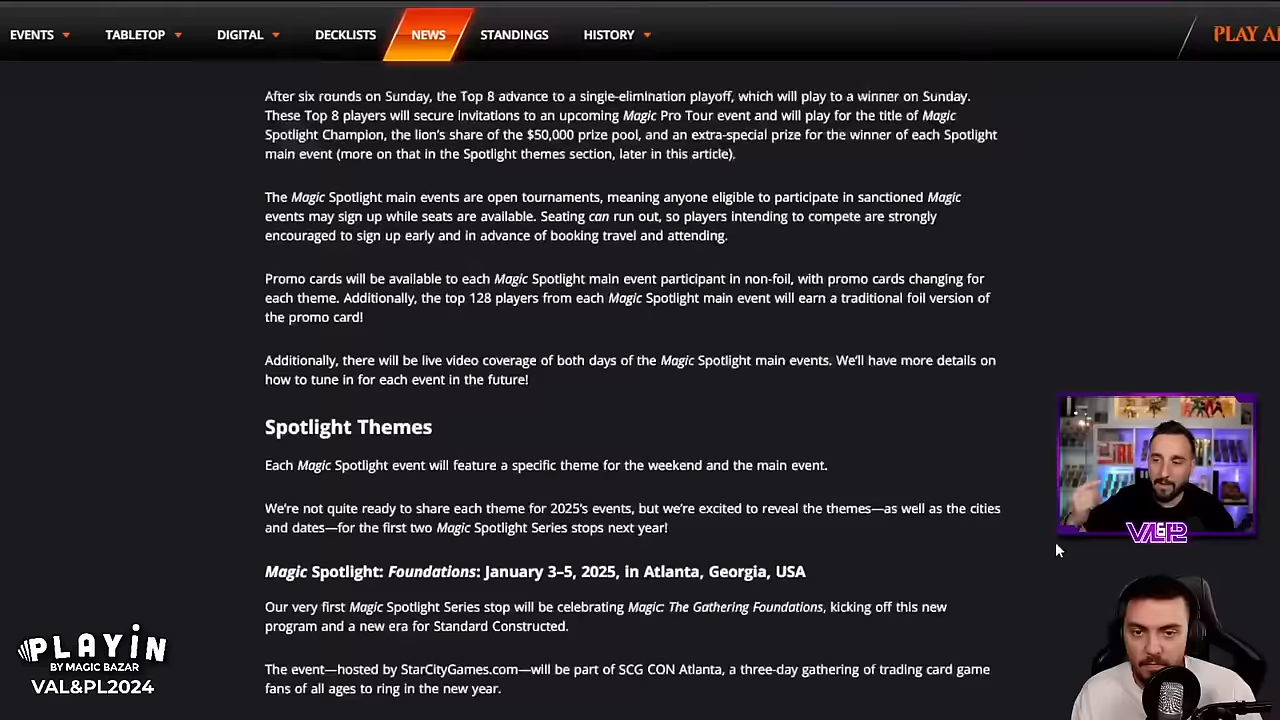 EVENTS TABLETOP DIGITAL DECKLISTS NEWS STANDINGS HISTORY PLAY
After six rounds on Sunday, the Top 8 advance to a single-elimination playoff, which will play to a winner on Sunday.
These Top 8 players will secure invitations to an upcoming Magic Pro Tour event and will play for the title of Magic
Spotlight Champion, the lion's share of the $50,000 prize pool, and an extra-special prize for the winner of each Spotlight
main event (more on that in the Spotlight themes section, later in this article).
The Magic Spotlight main events are open tournaments, meaning anyone eligible to participate in sanctioned Magic
events may sign up while seats are available. Seating can run out, so players intending to compete are strongly
encouraged to sign up early and in advance of booking travel and attending.
Promo cards will be available to each Magic Spotlight main event participant in non-foil, with promo cards changing for
each theme. Additionally, the top 128 players from each Magic Spotlight main event will earn a traditional foil version of
the promo card!
Additionally, there will be live video coverage of both days of the Magic Spotlight main events. We'll have more details on
how to tune in for each event in the future!
Spotlight Themes
Each Magic Spotlight event will feature a specific theme for the weekend and the main event.
We're not quite ready to share each theme for 2025's events, but we're excited to reveal the themes—as well as the cities
and dates—for the first two Magic Spotlight Series stops next year!
Magic Spotlight: Foundations: January 3–5, 2025, in Atlanta, Georgia, USA
Our very first Magic Spotlight Series stop will be celebrating Magic: The Gathering Foundations, kicking off this new
program and a new era for Standard Constructed.
The event—hosted by StarCityGames.com—will be part of SCG CON Atlanta, a three-day gathering of trading card game
fans of all ages to ring in the new year.
VAL&PL
PLAYIN
BY MAGIC BAZAR
VAL&PL2024